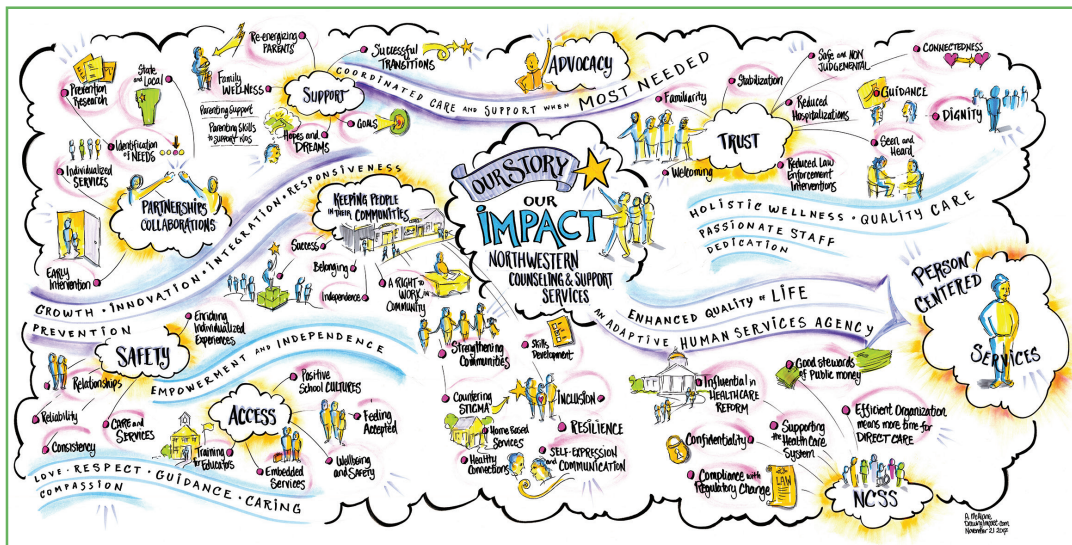 Re-energizing
PARENTS
Successful
TRANSITIONS
State
and Local
Prevention
Research
Family
WELLNESS
SUPPORT
Parenting Support
Parenting Skills
to SUPPORT Kids
Hopes and
DREAMS
GOALS
Identification
of NEEDS
Individualized
SERVICES
PARTNERSHIPS
COLLABORATIONS
EARLY
Intervention
COORDINATED CARE AND SUPPORT WHEN MOST NEEDED
ADVOCACY
Familiarity
Stabilization
Safe and NON
JUDGEMENTAL
CONNECTEDNESS
GUIDANCE
Reduced
Hospitalizations
DIGNITY
TRUST
Seen and
Heard
Welcoming
Reduced Law
Enforcement
Interventions
OUR STORY
OUR
IMPACT
NORTHWESTERN
COUNSELING & SUPPORT
SERVICES
KEEPING PEOPLE
IN THEIR COMMUNITIES
Success
Belonging
Independence
A RIGHT TO
WORK in
Community
GROWTH • INNOVATION • INTEGRATION • RESPONSIVENESS
HOLISTIC WELLNESS • QUALITY CARE
PASSIONATE STAFF
DEDICATION
ENHANCED QUALITY OF LIFE
AN ADAPTIVE HUMAN SERVICES AGENCY
PERSON
CENTERED
SERVICES
PREVENTION
Enriching
Individualized
Experiences
SAFETY
EMPOWERMENT AND INDEPENDENCE
Relationships
Reliability
CARE and
SERVICES
Consistency
Positive
School CULTURES
ACCESS
Feeling
Accepted
Training
for
Educators
Embedded
Services
Wellbeing
and Safety
LOVE • RESPECT • GUIDANCE • CARING
COMPASSION
Strengthening
Communities
Skills
Development
Countering
STIGMA
INCLUSION
Home Based
Services
RESILIENCE
Healthy
Connections
SELF-EXPRESSION
and COMMUNICATION
Influential in
HEALTHCARE
REFORM
Good stewards
of Public money
Confidentiality
Supporting
the Health Care
System
Efficient Organization
means more time for
DIRECT CARE
Compliance with
Regulatory Change
LAW
NCSS
DrawingImpact.com